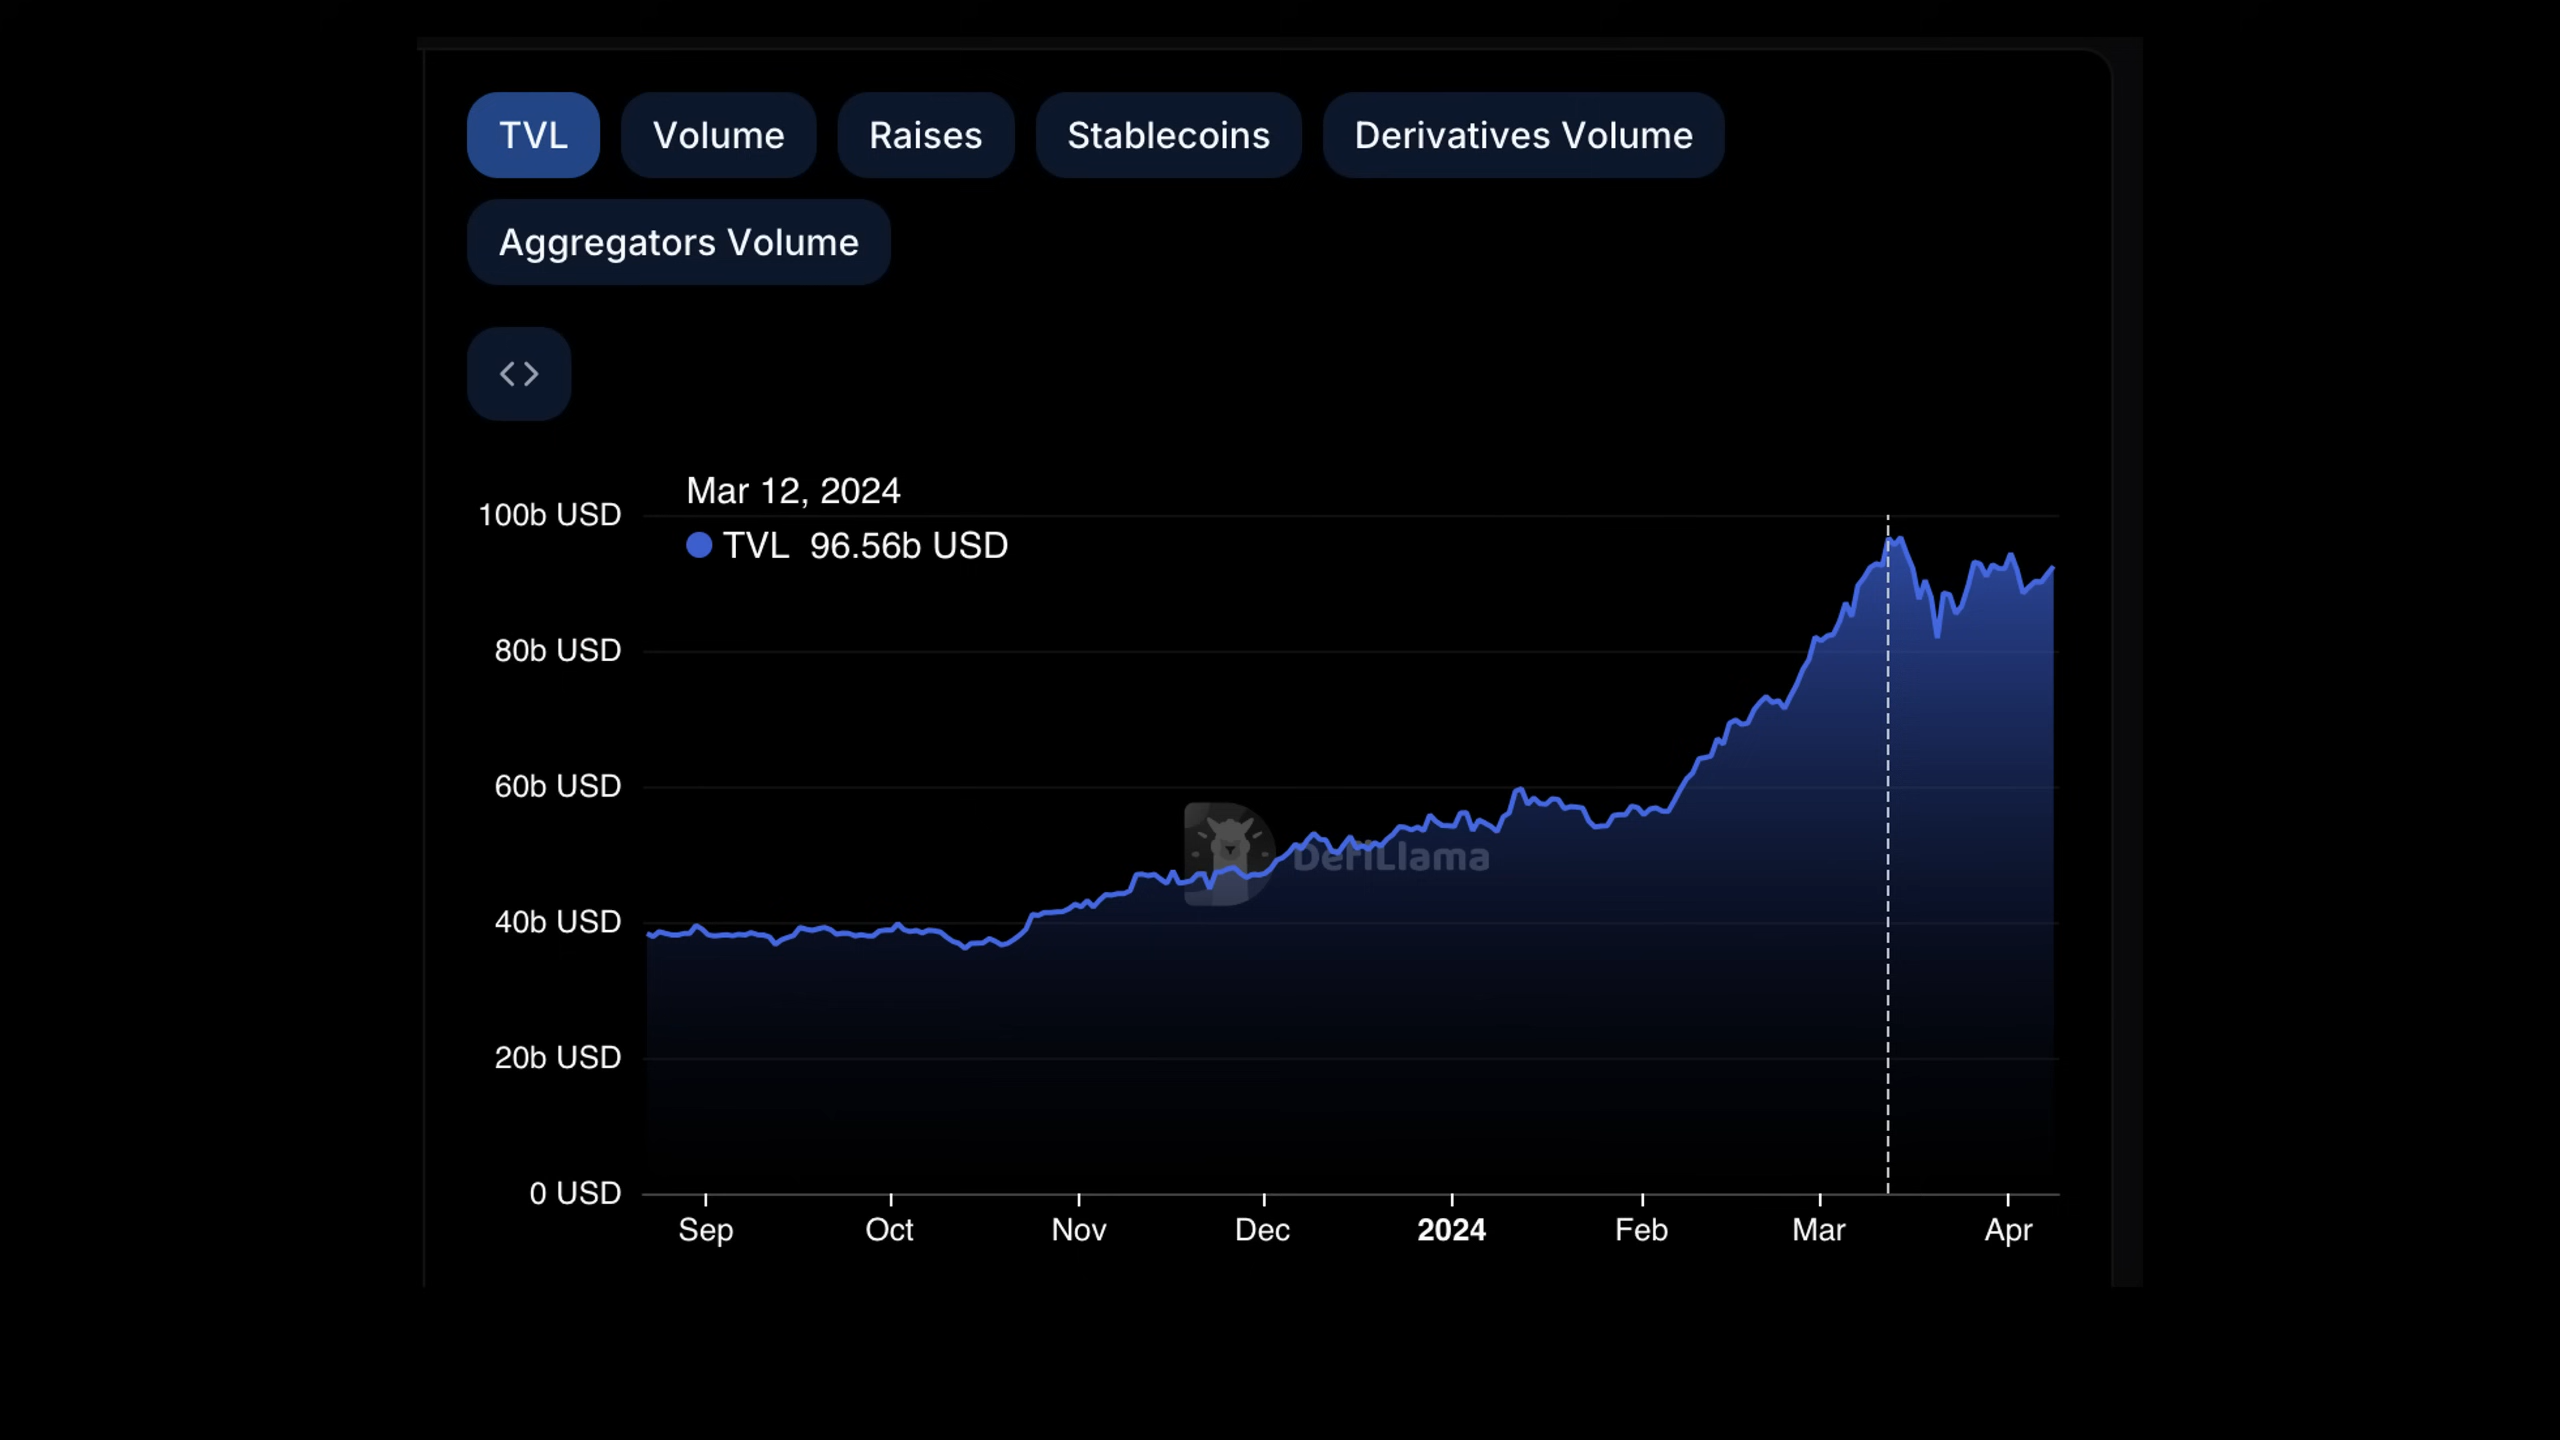 TVL Volume Raises Stablecoins Derivatives Volume
Aggregators Volume
Mar 12, 2024
TVL 96.56b USD
100b USD
80b USD
60b USD
40b USD
20b USD
0 USD
DefiLlama
Sep Oct Nov Dec 2024 Feb Mar Apr